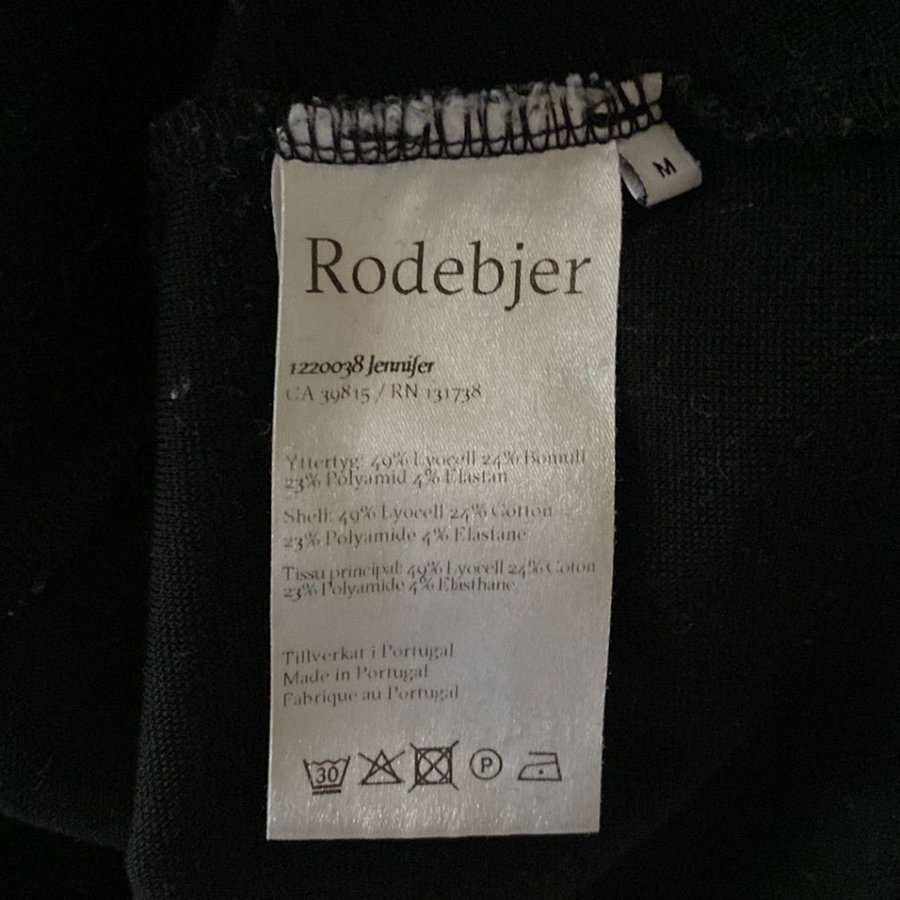 M
Rodebjer
1220038 Jennifer
CA 39815 / RN 131738
Yttertyg: 49% Lyocell 24% Bomull
23% Polyamid 4% Elastan
Shell: 49% Lyocell 24% Cotton
23% Polyamide 4% Elastane
Tissu principal: 49% Lyocell 24% Coton
23% Polyamide 4% Elasthane
Tillverkat i Portugal
Made in Portugal
Fabrique au Portugal
30 P